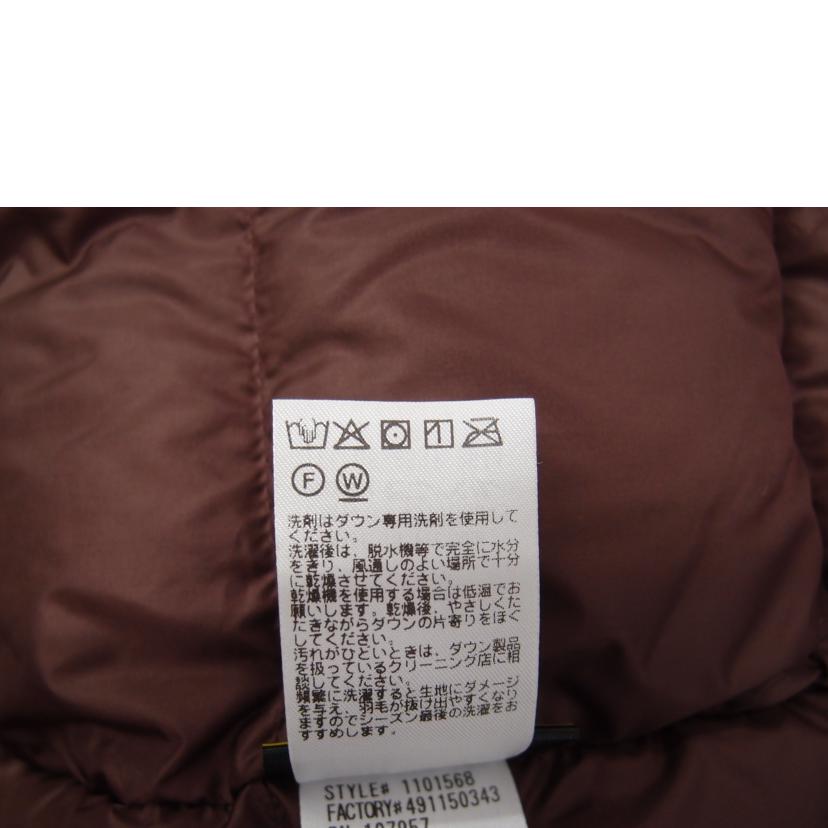 F W
洗剤はダウン専用洗剤を使用して
ください。
洗濯後は、脱水機等で完全に水分
をきり、風通しのよい場所で十分
に乾燥させてください。
乾燥機を使用する場合は低温でお
願いします。乾燥後、やさしくた
たきながらダウンの片寄りをほぐ
してください。
汚れがひどいときは、ダウン製品
を扱っているクリーニング店に相
談してください。
頻繁に洗濯すると生地にダメージ
を与え、羽毛が抜け出やすくなり
ますのでシーズン最後の洗濯をお
すすめします。
STYLE# 1101568
FACTORY#491150343